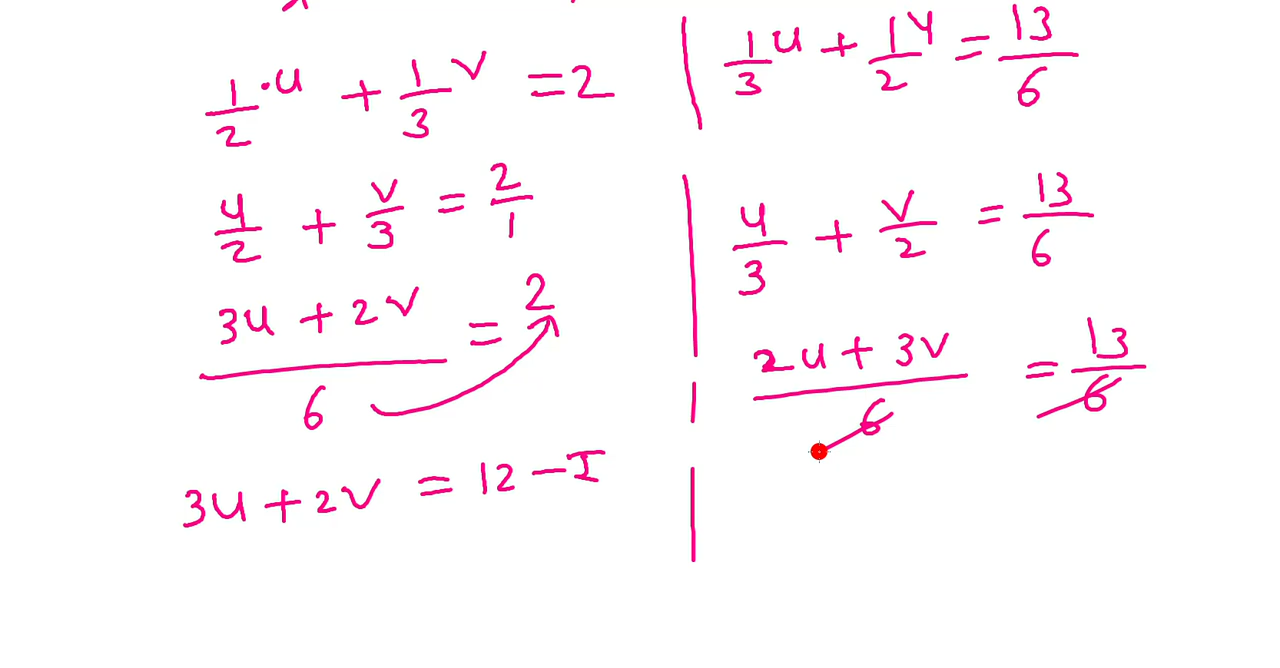 1/2 · u + 1/3 v = 2
u/2 + v/3 = 2/1
3u + 2v / 6 = 2
3u + 2v = 12 — I
1/3 u + 1/2 v = 13/6
u/3 + v/2 = 13/6
2u + 3v / 6 = 13/6